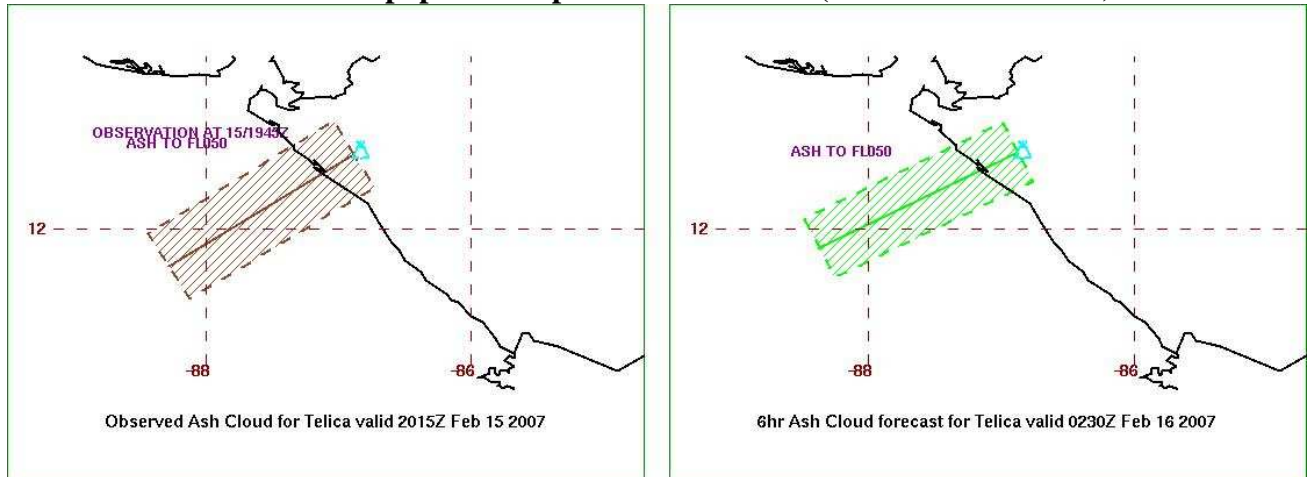 OBSERVATION AT 15/1945Z
ASH TO FL050
12
-88
-86
Observed Ash Cloud for Telica valid 2015Z Feb 15 2007
ASH TO FL050
12
-88
-86
6hr Ash Cloud forecast for Telica valid 0230Z Feb 16 2007